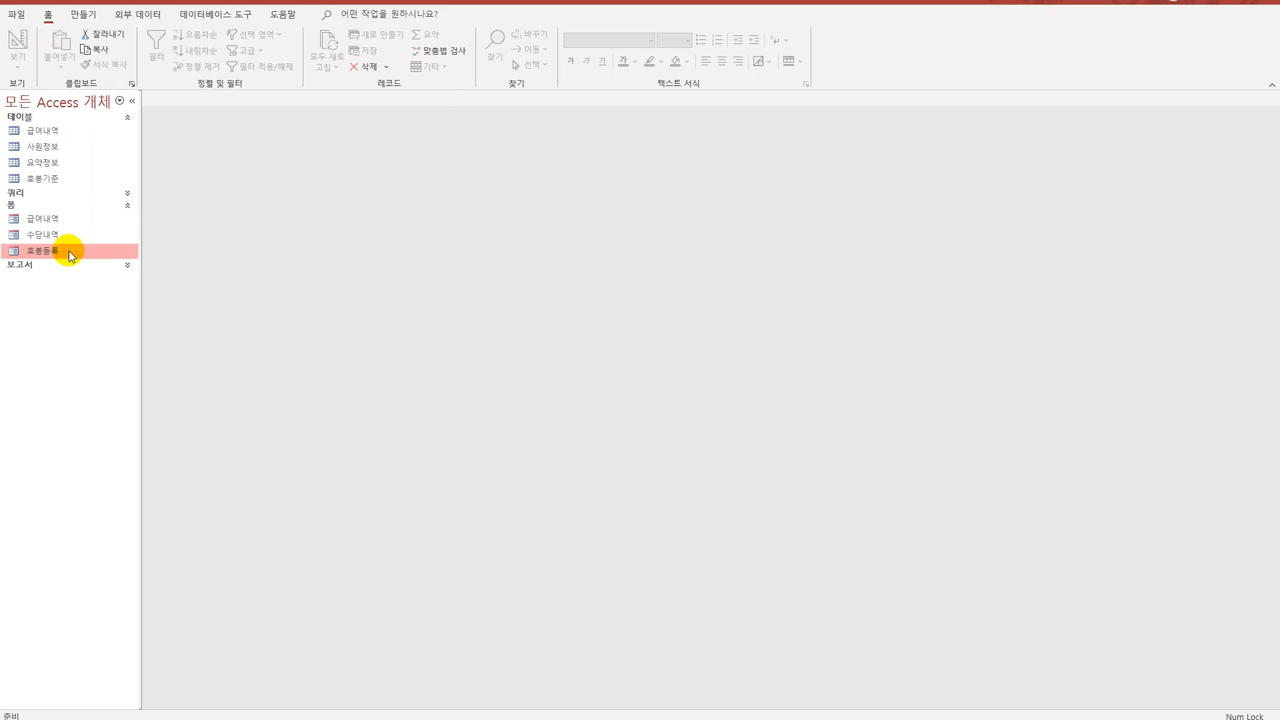 파일 홈 만들기 외부 데이터 데이터베이스 도구 도움말 어떤 작업을 원하시나요?
보기 붙여넣기 잘라내기 복사 서식 복사
필터 오름차순 내림차순 정렬 제거 선택 영역 고급 필터 적용/해제
모두 새로 고침 새로 만들기 저장 삭제 요약 맞춤법 검사 기타
찾기 바꾸기 이동 선택
가 가 가 가
보기 클립보드 정렬 및 필터 레코드 찾기 텍스트 서식
모든 Access 개체
테이블
급여내역
사원정보
요약정보
호봉기준
쿼리
폼
급여내역
수당내역
호봉등록
보고서
준비 Num Lock